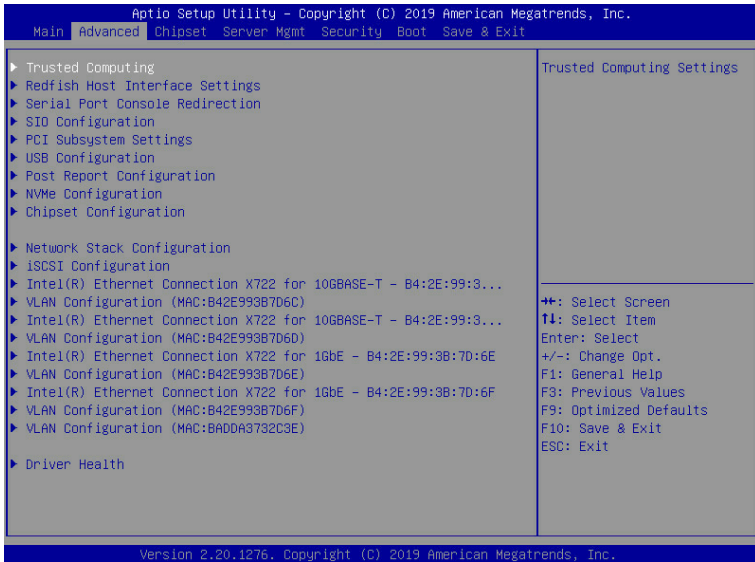 Aptio Setup Utility – Copyright (C) 2019 American Megatrends, Inc.
Main Advanced Chipset Server Mgmt Security Boot Save & Exit
Trusted Computing
Redfish Host Interface Settings
Serial Port Console Redirection
SIO Configuration
PCI Subsystem Settings
USB Configuration
Post Report Configuration
NVMe Configuration
Chipset Configuration
Network Stack Configuration
iSCSI Configuration
Intel(R) Ethernet Connection X722 for 10GBASE-T – B4:2E:99:3...
VLAN Configuration (MAC:B42E993B7D6C)
Intel(R) Ethernet Connection X722 for 10GBASE-T – B4:2E:99:3...
VLAN Configuration (MAC:B42E993B7D6D)
Intel(R) Ethernet Connection X722 for 1GbE – B4:2E:99:3B:7D:6E
VLAN Configuration (MAC:B42E993B7D6E)
Intel(R) Ethernet Connection X722 for 1GbE – B4:2E:99:3B:7D:6F
VLAN Configuration (MAC:B42E993B7D6F)
VLAN Configuration (MAC:BADDA3732C3E)
Driver Health
Trusted Computing Settings
→←: Select Screen
↑↓: Select Item
Enter: Select
+/-: Change Opt.
F1: General Help
F3: Previous Values
F9: Optimized Defaults
F10: Save & Exit
ESC: Exit
Version 2.20.1276. Copyright (C) 2019 American Megatrends, Inc.